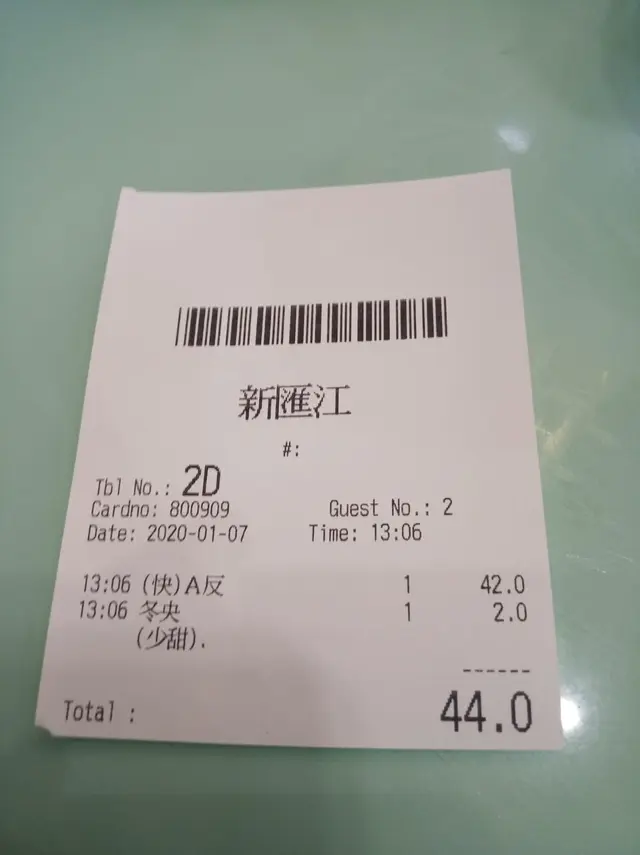 新匯江
#:
Tbl No.: 2D
Cardno: 800909 Guest No.: 2
Date: 2020-01-07 Time: 13:06
13:06 (快)A反 1 42.0
13:06 冬央 1 2.0
(少甜).
------
Total : 44.0